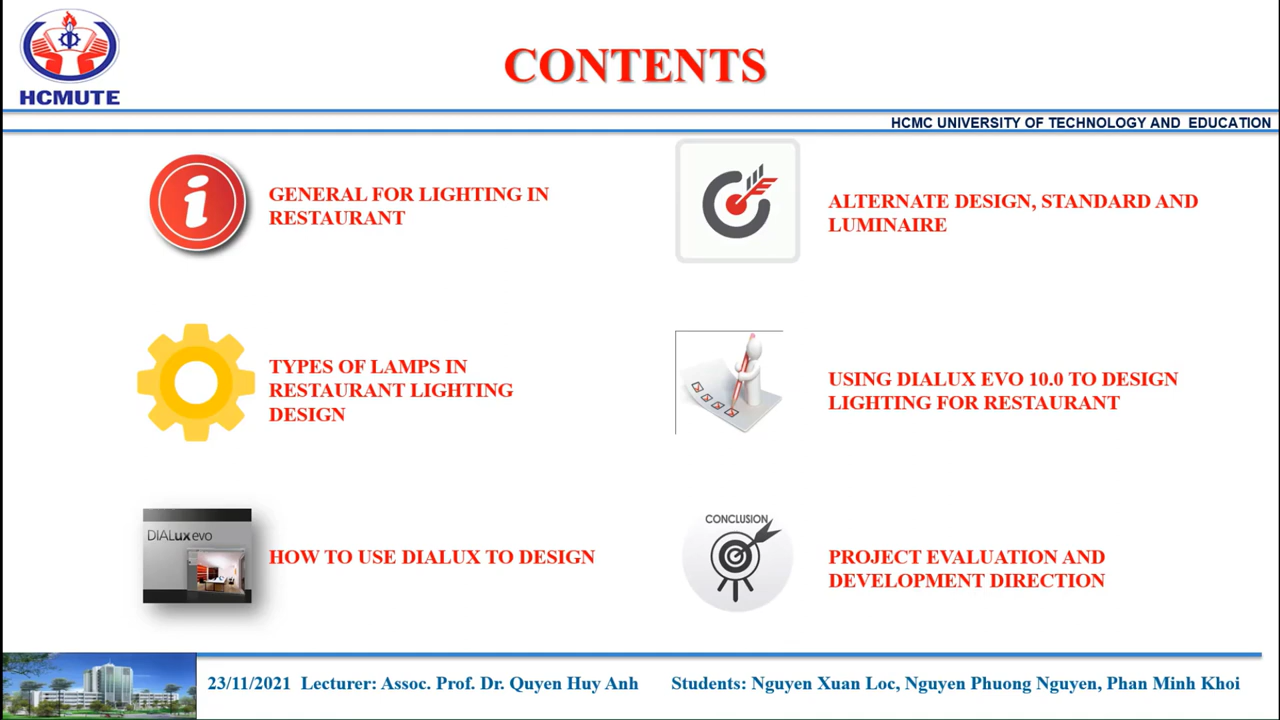 HCMUTE
CONTENTS
HCMC UNIVERSITY OF TECHNOLOGY AND EDUCATION
GENERAL FOR LIGHTING IN
RESTAURANT
ALTERNATE DESIGN, STANDARD AND
LUMINAIRE
TYPES OF LAMPS IN
RESTAURANT LIGHTING
DESIGN
USING DIALUX EVO 10.0 TO DESIGN
LIGHTING FOR RESTAURANT
DIALux evo
HOW TO USE DIALUX TO DESIGN
CONCLUSION
PROJECT EVALUATION AND
DEVELOPMENT DIRECTION
23/11/2021 Lecturer: Assoc. Prof. Dr. Quyen Huy Anh Students: Nguyen Xuan Loc, Nguyen Phuong Nguyen, Phan Minh Khoi